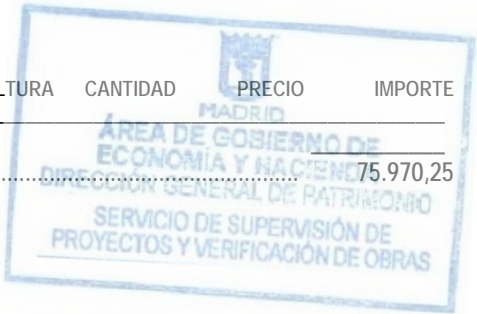 LTURA CANTIDAD PRECIO IMPORTE
MADRID
ÁREA DE GOBIERNO DE
ECONOMÍA Y HACIENDA
........................................................ 75.970,25
DIRECCIÓN GENERAL DE PATRIMONIO
SERVICIO DE SUPERVISIÓN DE
PROYECTOS Y VERIFICACIÓN DE OBRAS